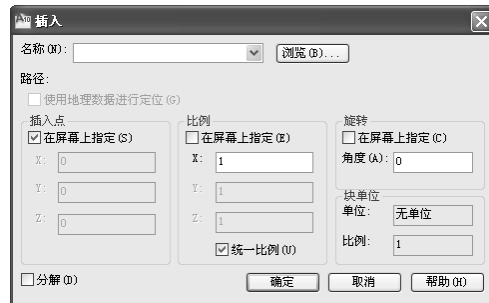 插入
名称(N): 浏览(B)...
路径:
使用地理数据进行定位(G)
插入点 比例 旋转
在屏幕上指定(S) 在屏幕上指定(E) 在屏幕上指定(C)
X: 0 X: 1 角度(A): 0
Y: 0 Y: 1 块单位
单位: 无单位
Z: 0 Z: 1
统一比例(U) 比例: 1
分解(D) 确定 取消 帮助(H)